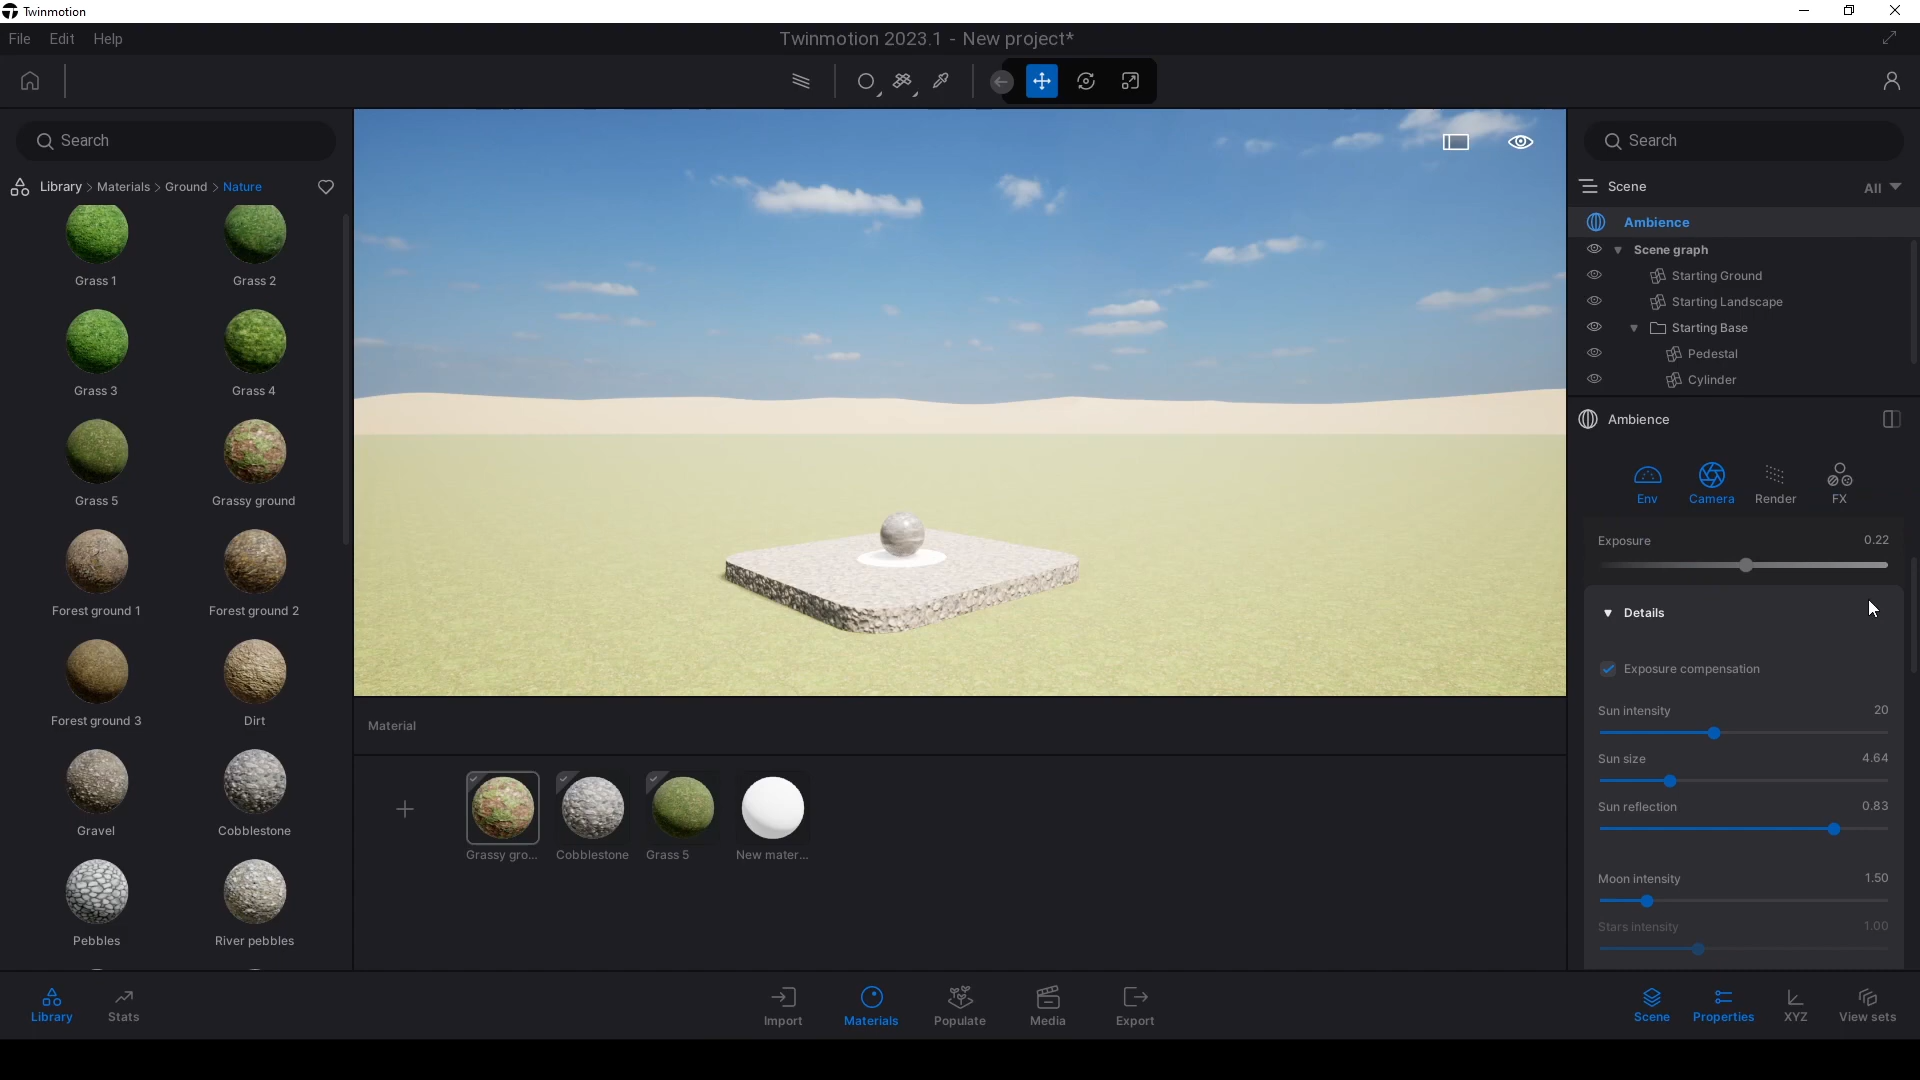 Twinmotion
File Edit Help
Twinmotion 2023.1 - New project*
Search
Library > Materials > Ground > Nature
Grass 1
Grass 2
Grass 3
Grass 4
Grass 5
Grassy ground
Forest ground 1
Forest ground 2
Forest ground 3
Dirt
Gravel
Cobblestone
Pebbles
River pebbles
Material
Grassy gro...
Cobblestone
Grass 5
New mater...
Search
Scene
All
Ambience
Scene graph
Starting Ground
Starting Landscape
Starting Base
Pedestal
Cylinder
Ambience
Env
Camera
Render
FX
Exposure 0.22
Details
Exposure compensation
Sun intensity 20
Sun size 4.64
Sun reflection 0.83
Moon intensity 1.50
Stars intensity 1.00
Library
Stats
Import
Materials
Populate
Media
Export
Scene
Properties
XYZ
View sets